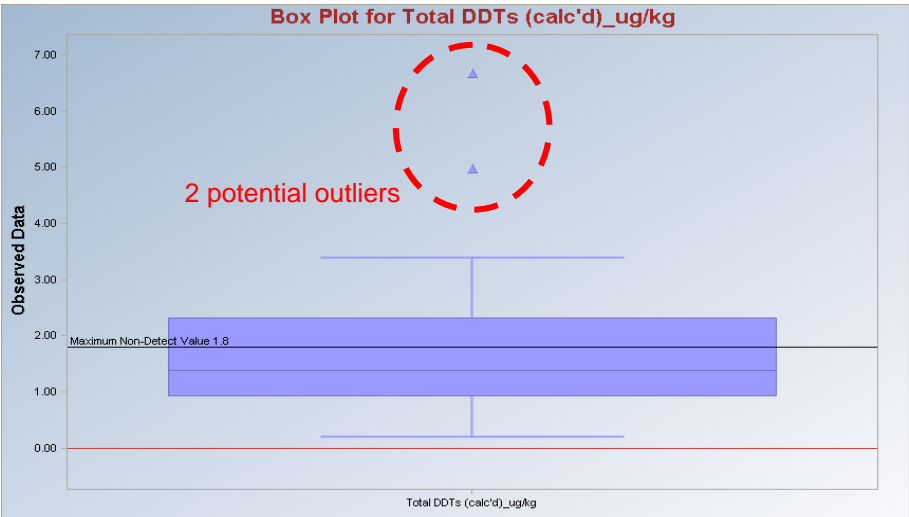 Box Plot for Total DDTs (calc'd)_ug/kg
7.00
6.00
5.00
2 potential outliers
4.00
Observed Data
3.00
2.00
Maximum Non-Detect Value 1.8
1.00
0.00
Total DDTs (calc'd)_ug/kg